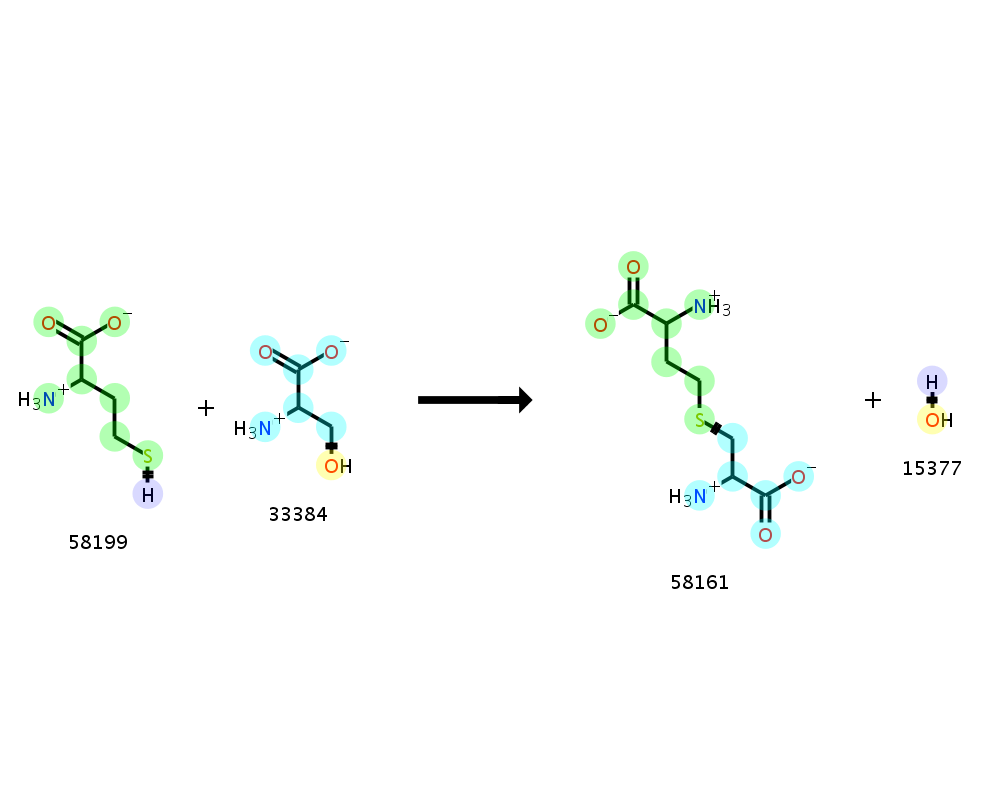 O O⁻
H₃N⁺
S
H
58199
+
O O⁻
H₃N⁺
OH
33384
O
O⁻ NH₃⁺
S
H₃N⁺ O⁻
O
58161
+
H
OH
15377